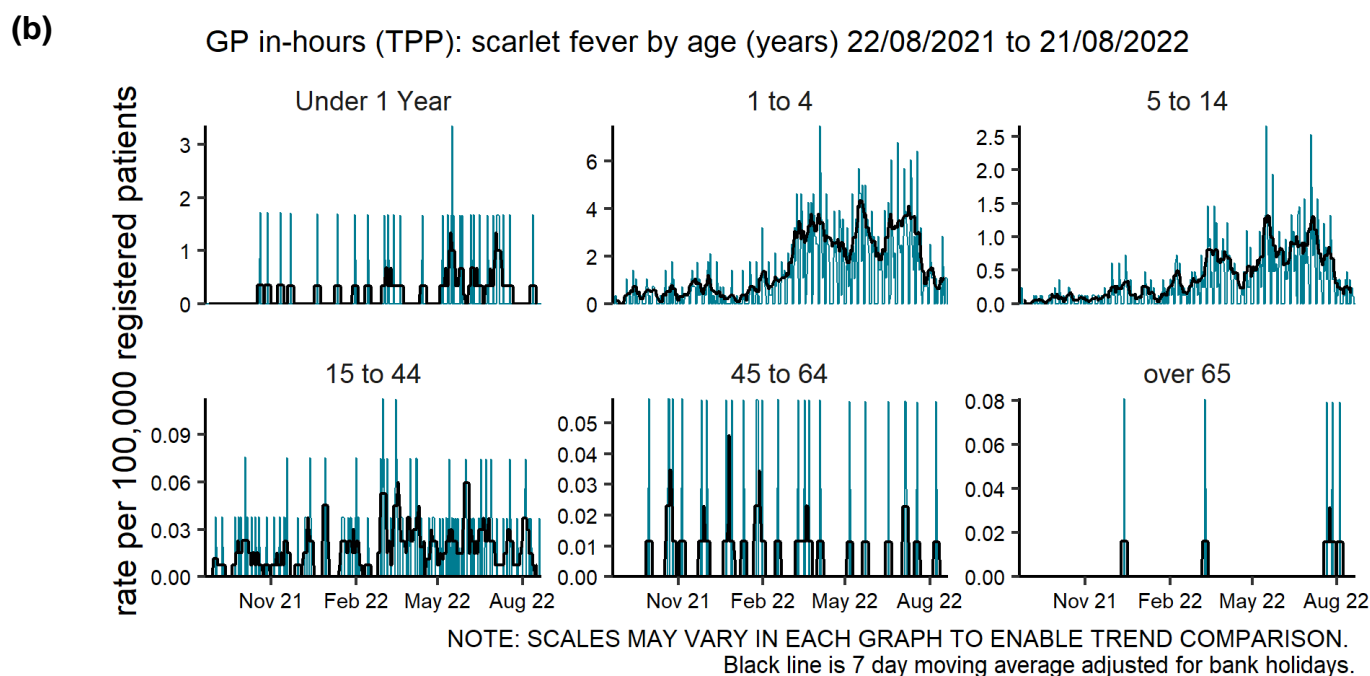 (b)
GP in-hours (TPP): scarlet fever by age (years) 22/08/2021 to 21/08/2022
rate per 100,000 registered patients
Under 1 Year
3
2
1
0
1 to 4
6
4
2
0
5 to 14
2.5
2.0
1.5
1.0
0.5
0.0
15 to 44
0.09
0.06
0.03
0.00
Nov 21 Feb 22 May 22 Aug 22
45 to 64
0.05
0.04
0.03
0.02
0.01
0.00
Nov 21 Feb 22 May 22 Aug 22
over 65
0.08
0.06
0.04
0.02
0.00
Nov 21 Feb 22 May 22 Aug 22
NOTE: SCALES MAY VARY IN EACH GRAPH TO ENABLE TREND COMPARISON.
Black line is 7 day moving average adjusted for bank holidays.